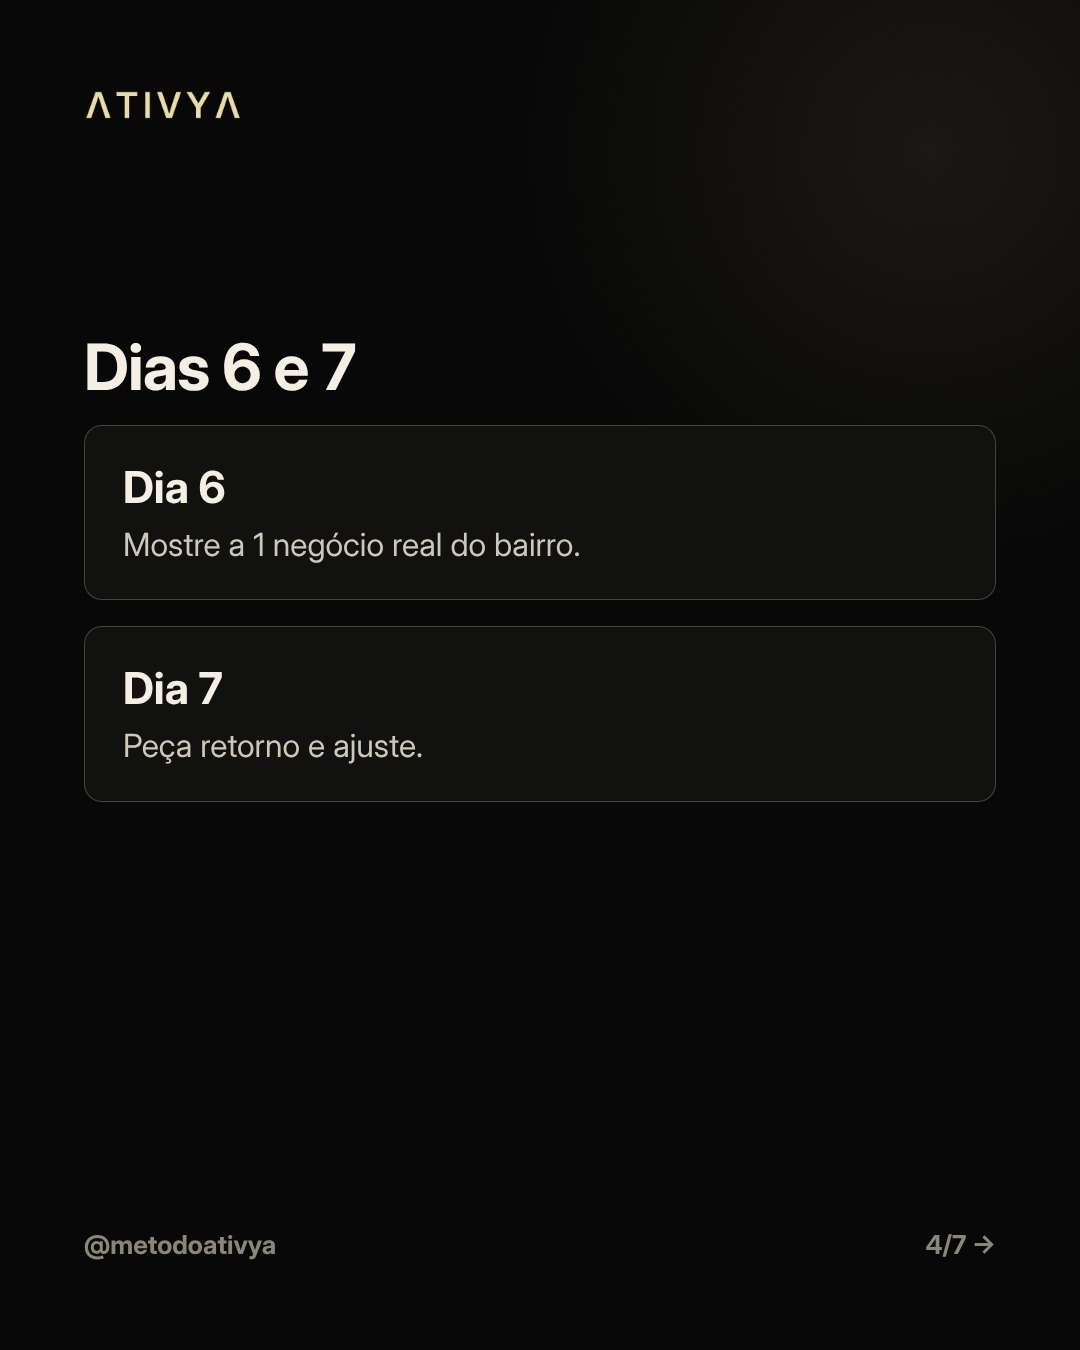 ATIVYA
Dias 6 e 7
Dia 6
Mostre a 1 negócio real do bairro.
Dia 7
Peça retorno e ajuste.
@metodoativya
4/7 →